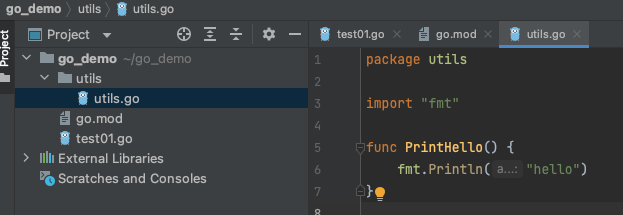 go_demo utils utils.go
Project
Project
go_demo ~/go_demo
utils
utils.go
go.mod
test01.go
External Libraries
Scratches and Consoles
test01.go go.mod utils.go
1 package utils
2
3 import "fmt"
4
5 func PrintHello() {
6 fmt.Println( a...: "hello")
7 }
8